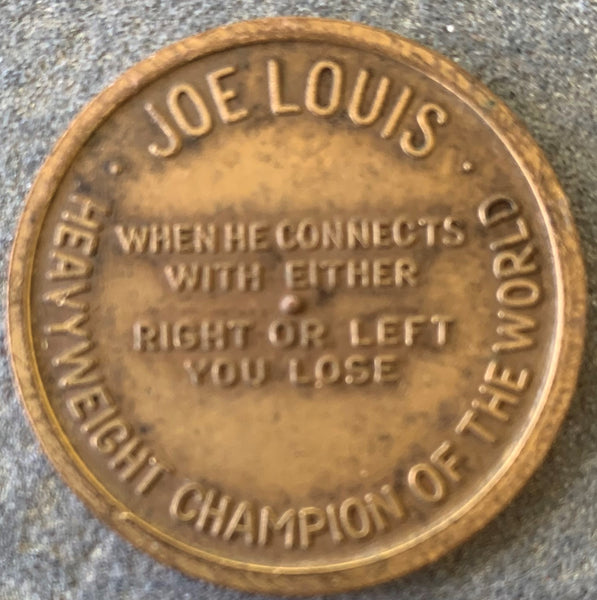 JOE LOUIS
WHEN HE CONNECTS
WITH EITHER
RIGHT OR LEFT
YOU LOSE
HEAVYWEIGHT CHAMPION OF THE WORLD